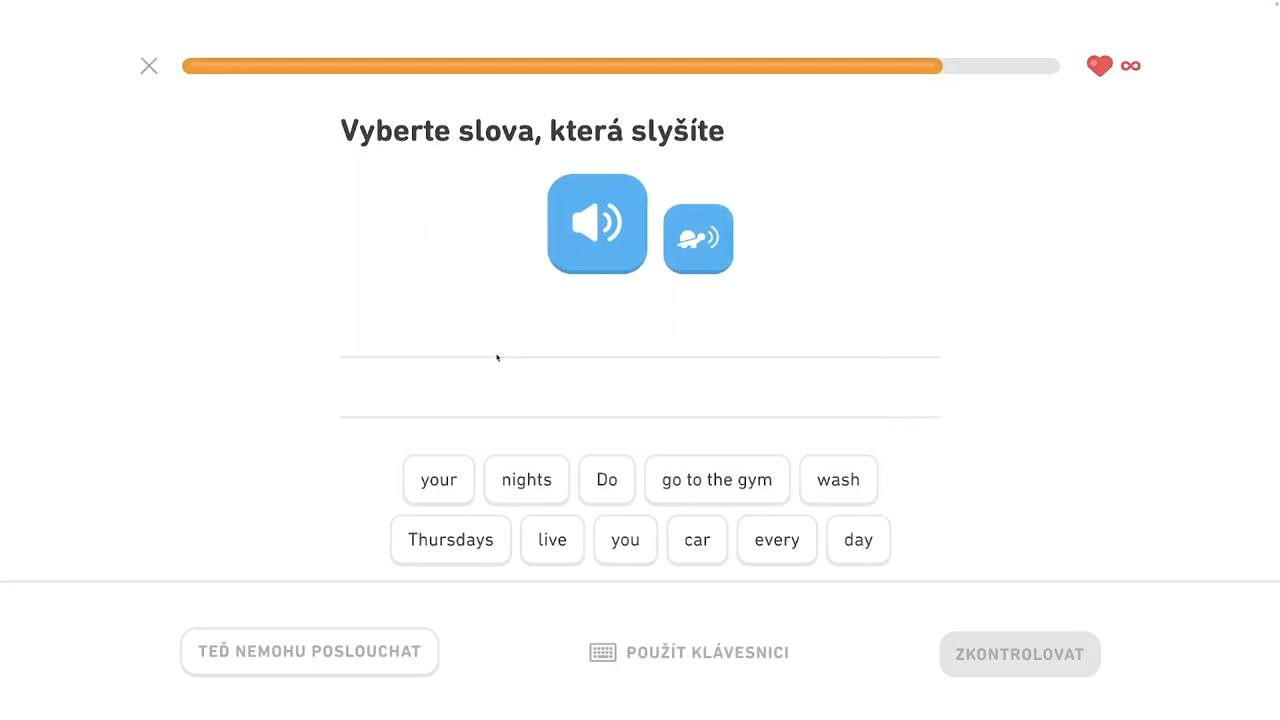 Vyberte slova, která slyšíte
your nights Do go to the gym wash
Thursdays live you car every day
TEĎ NEMOHU POSLOUCHAT POUŽÍT KLÁVESNICI ZKONTROLOVAT